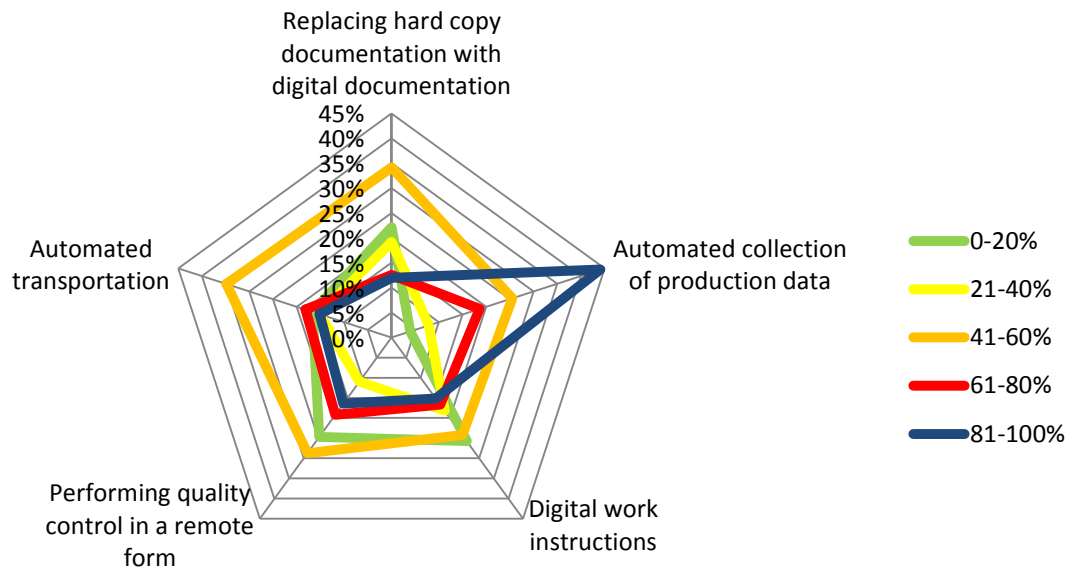 Replacing hard copy
documentation with
digital documentation
45%
40%
35%
30%
25%
20%
15%
10%
5%
0%
Automated collection
of production data
Digital work
instructions
Performing quality
control in a remote
form
Automated
transportation
0-20%
21-40%
41-60%
61-80%
81-100%